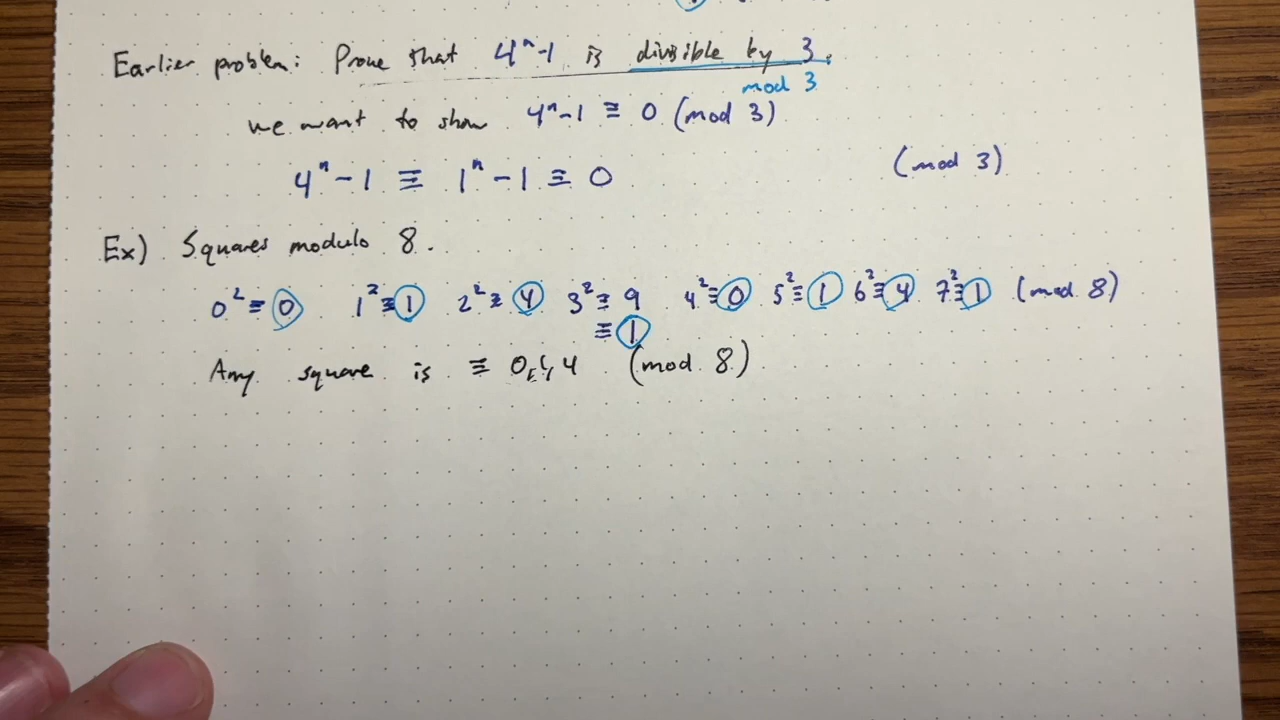 Earlier problem: Prove that 4ⁿ-1 is divisible by 3.
mod 3
we want to show 4ⁿ-1 ≡ 0 (mod 3)
4ⁿ - 1 ≡ 1ⁿ - 1 ≡ 0 (mod 3)
Ex) Squares modulo 8.
0² ≡ 0 1² ≡ 1 2² ≡ 4 3² ≡ 9 4² ≡ 0 5² ≡ 1 6² ≡ 4 7² ≡ 1 (mod 8)
≡ 1
Any square is ≡ 0, 1, 4 (mod 8)